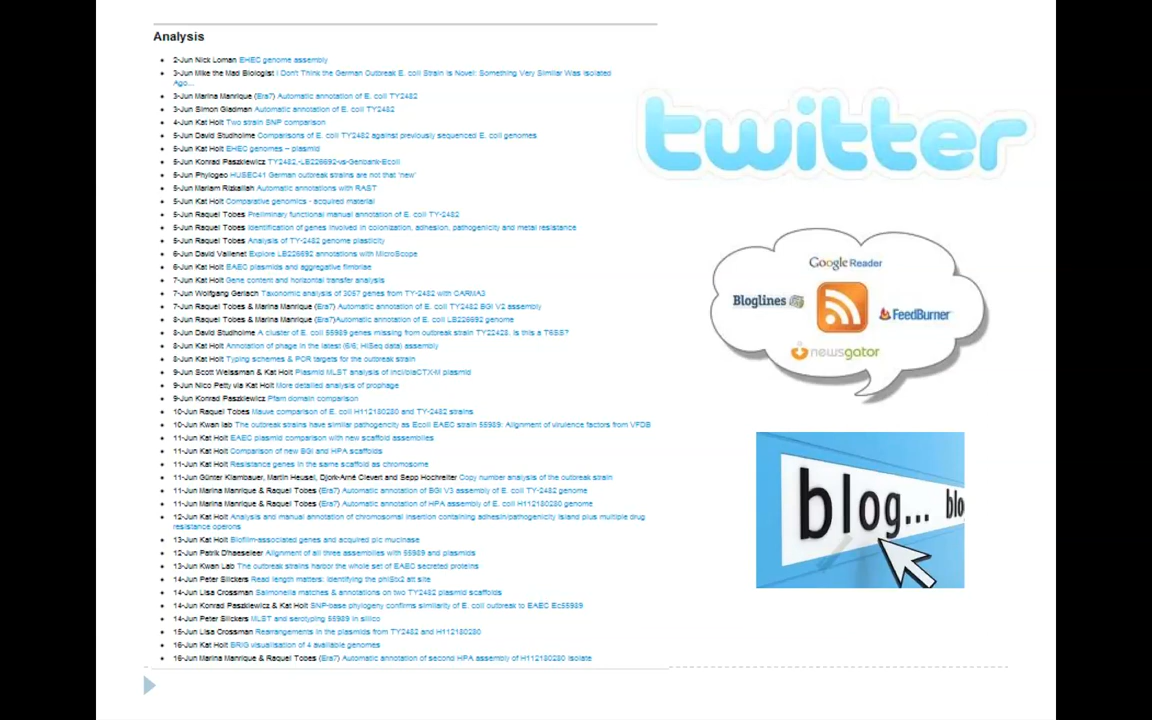 Analysis
2-Jun Nick Loman EHEC genome assembly
3-Jun Mike the Mad Biologist I Don't Think the German Outbreak E. coli Strain Is Novel: Something Very Similar Was Isolated
Ago...
3-Jun Marina Manrique (Era7) Automatic annotation of E. coli TY2482
3-Jun Simon Gladman Automatic annotation of E. coli TY2482
4-Jun Kat Holt Two strain SNP comparison
5-Jun David Studholme Comparisons of E. coli TY2482 against previously sequenced E. coli genomes
5-Jun Kat Holt EHEC genomes – plasmid
5-Jun Konrad Paszkiewicz TY2482,-LB226692-vs-Genbank-Ecoli
5-Jun Phylogeo HUSEC41 German outbreak strains are not that 'new'
5-Jun Mariam Rizkallah Automatic annotations with RAST
5-Jun Kat Holt Comparative genomics - acquired material
5-Jun Raquel Tobes Preliminary functional manual annotation of E. coli TY-2482
5-Jun Raquel Tobes Identification of genes involved in colonization, adhesion, pathogenicity and metal resistance
5-Jun Raquel Tobes Analysis of TY-2482 genome plasticity
6-Jun David Vallenet Explore LB226692 annotations with MicroScope
6-Jun Kat Holt EAEC plasmids and aggregative fimbriae
7-Jun Kat Holt Gene content and horizontal transfer analysis
7-Jun Wolfgang Gerlach Taxonomic analysis of 3057 genes from TY-2482 with CARMA3
7-Jun Raquel Tobes & Marina Manrique (Era7) Automatic annotation of E. coli TY2482 BGI V2 assembly
8-Jun Raquel Tobes & Marina Manrique (Era7)Automatic annotation of E. coli LB226692 genome
8-Jun David Studholme A cluster of E. coli 55989 genes missing from outbreak strain TY22428. Is this a T6SS?
8-Jun Kat Holt Annotation of phage in the latest (6/6; HiSeq data) assembly
8-Jun Kat Holt Typing schemes & PCR targets for the outbreak strain
9-Jun Scott Weissman & Kat Holt Plasmid MLST analysis of IncI/blaCTX-M plasmid
9-Jun Nico Petty via Kat Holt More detailed analysis of prophage
9-Jun Konrad Paszkiewicz Pfam domain comparison
10-Jun Raquel Tobes Mauve comparison of E. coli H112180280 and TY-2482 strains
10-Jun Kwan lab The outbreak strains have similar pathogencity as Ecoli EAEC strain 55989: Alignment of virulence factors from VFDB
11-Jun Kat Holt EAEC plasmid comparison with new scaffold assemblies
11-Jun Kat Holt Comparison of new BGI and HPA scaffolds
11-Jun Kat Holt Resistance genes in the same scaffold as chromosome
11-Jun Günter Klambauer, Martin Heusel, Djork-Arné Clevert and Sepp Hochreiter Copy number analysis of the outbreak strain
11-Jun Marina Manrique & Raquel Tobes (Era7) Automatic annotation of BGI V3 assembly of E. coli TY-2482 genome
11-Jun Marina Manrique & Raquel Tobes (Era7) Automatic annotation of HPA assembly of E. coli H112180280 genome
12-Jun Kat Holt Analysis and manual annotation of chromosomal insertion containing adhesin/pathogenicity island plus multiple drug
resistance operons
13-Jun Kat Holt Biofilm-associated genes and acquired pic mucinase
12-Jun Patrik D'haeseleer Alignment of all three assemblies with 55989 and plasmids
13-Jun Kwan Lab The outbreak strains harbor the whole set of EAEC secreted proteins
14-Jun Peter Slickers Read length matters: Identifying the phiStx2 att site
14-Jun Lisa Crossman Salmonella matches & annotations on two TY2482 plasmid scaffolds
14-Jun Konrad Paszkiewicz & Kat Holt SNP-base phylogeny confirms similarity of E. coli outbreak to EAEC Ec55989
14-Jun Peter Slickers MLST and serotyping 55989 in silico
15-Jun Lisa Crossman Rearrangements in the plasmids from TY2482 and H112180280
16-Jun Kat Holt BRIG visualisation of 4 available genomes
16-Jun Marina Manrique & Raquel Tobes (Era7) Automatic annotation of second HPA assembly of H112180280 isolate
twitter
Google Reader
Bloglines
FeedBurner
newsgator
blog... blo